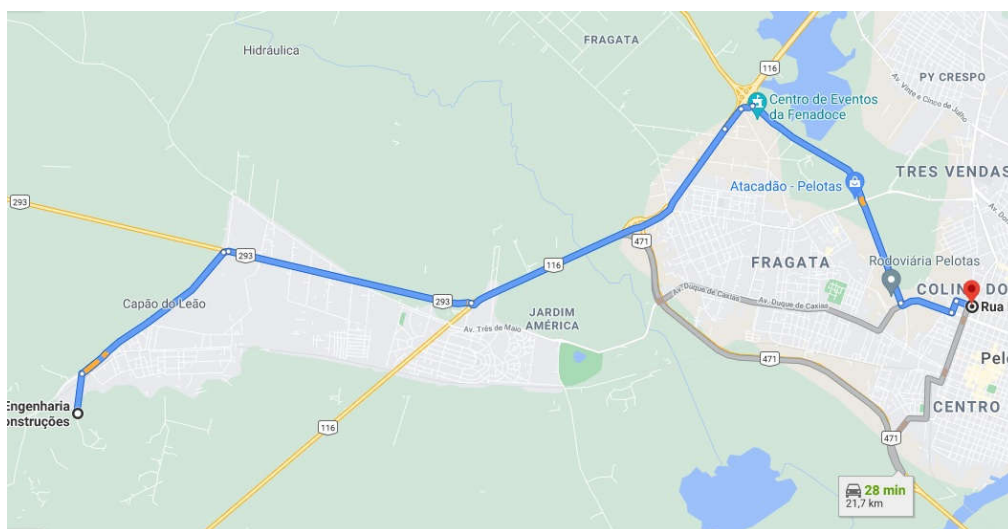 Hidráulica
FRAGATA
116
PY CRESPO
Av. Vinte e Cinco de Julho
Centro de Eventos
da Fenadoce
Atacadão - Pelotas
TRES VENDAS
293
471
293
116
FRAGATA
Rodoviária Pelotas
COLIN DO
Capão do Leão
293
Av. Duque de Caxias
Av. Duque de Caxias
Rua
JARDIM
AMÉRICA
Av. Três de Maio
471
Pel
Engenharia
onstruções
CENTRO
116
471
28 min
21,7 km